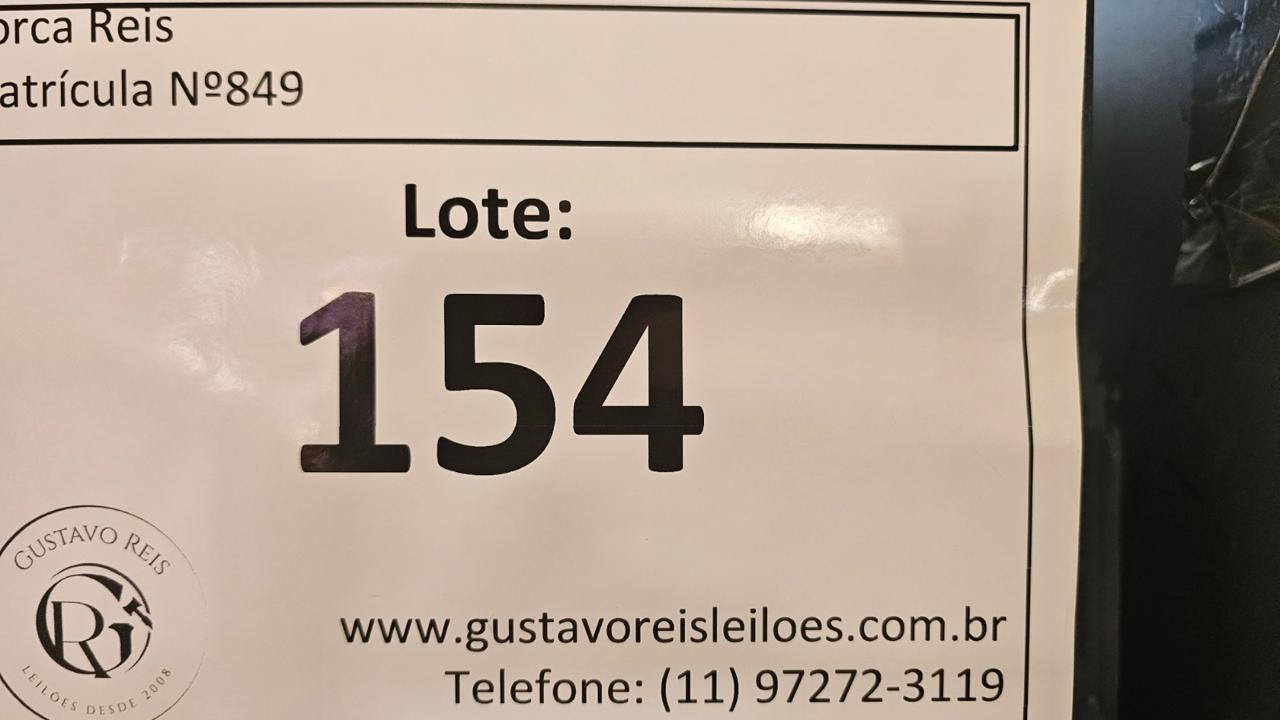 orca Reis
atrícula Nº849
Lote:
154
GUSTAVO REIS
GR
LEILÕES DESDE 2008
www.gustavoreisleiloes.com.br
Telefone: (11) 97272-3119